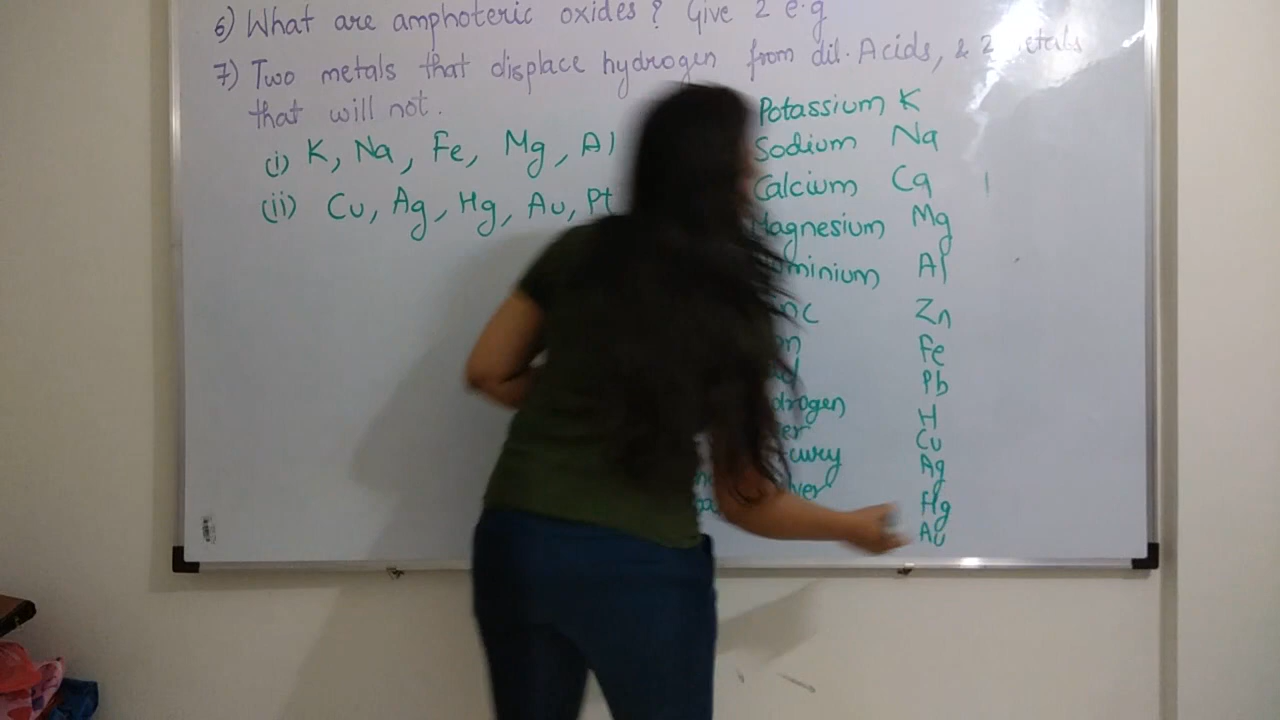 6) What are amphoteric oxides? Give 2 e.g
7) Two metals that displace hydrogen from dil. Acids, & 2
that will not.
(i) K, Na, Fe, Mg, Al
(ii) Cu, Ag, Hg, Au, Pt
Potassium K
Sodium Na
Calcium Ca
Magnesium Mg
Al
Zn
Fe
Pb
H
Cu
Ag
Hg
Au